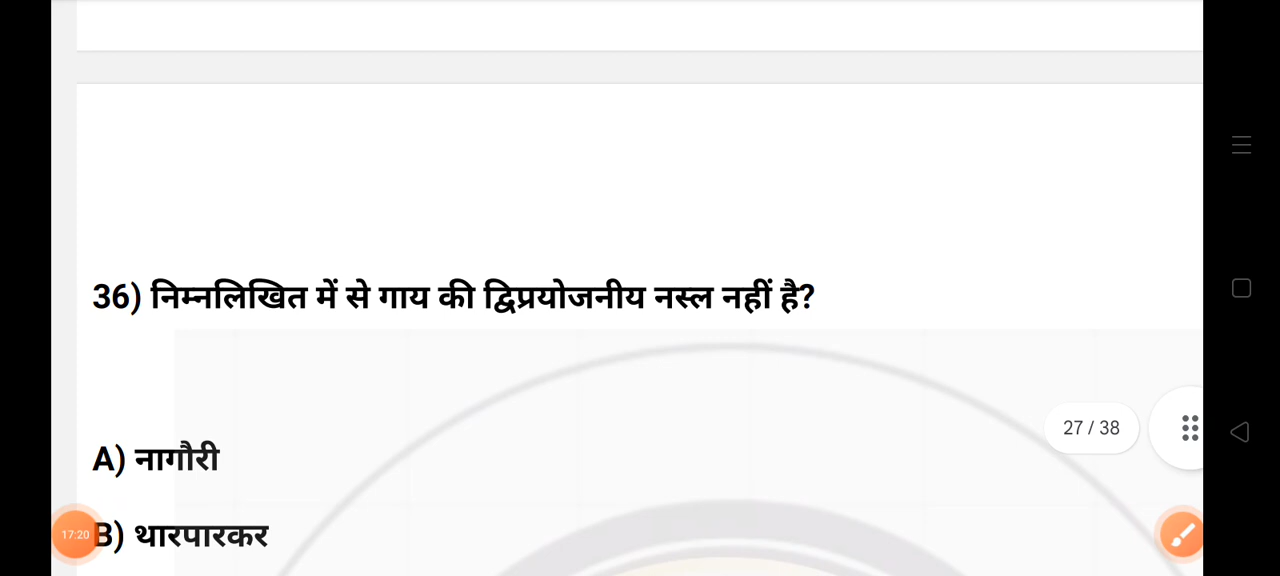 36) निम्नलिखित में से गाय की द्विप्रयोजनीय नस्ल नहीं है?
27 / 38
A) नागौरी
17:20
B) थारपारकर